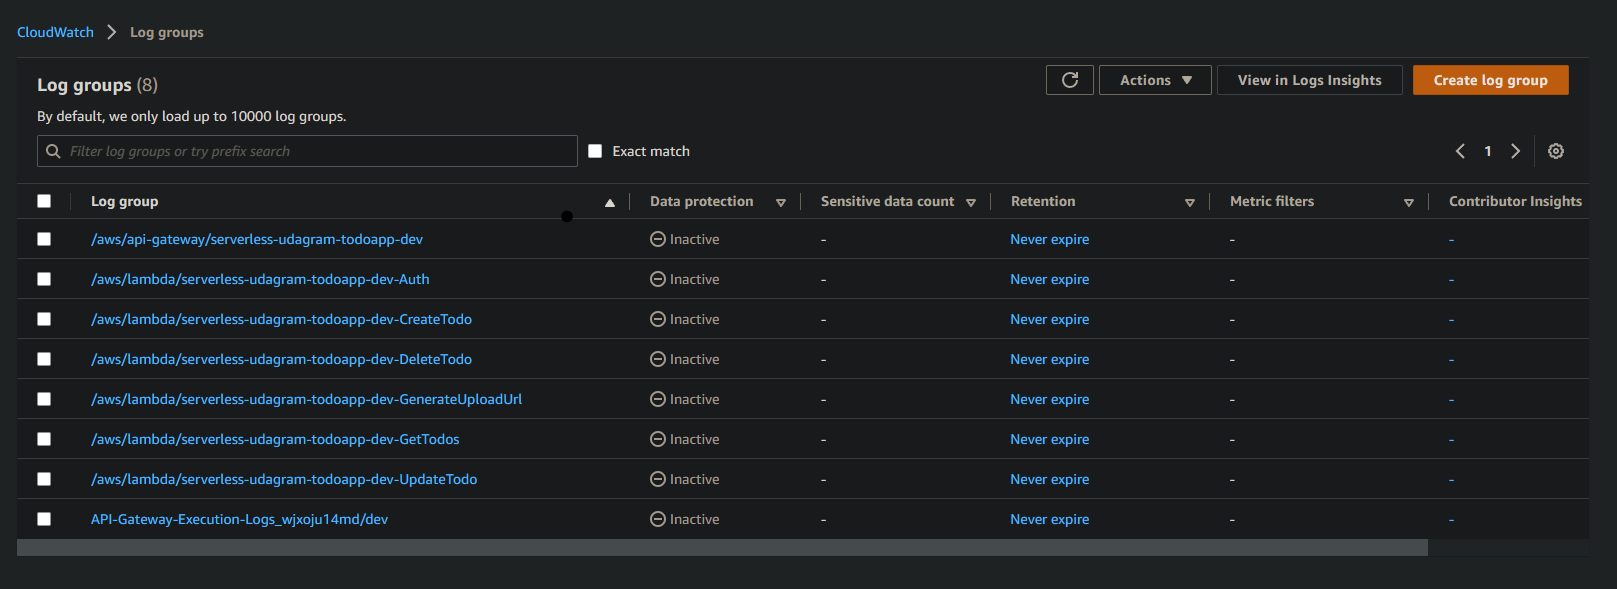 CloudWatch > Log groups
Log groups (8)
Actions View in Logs Insights Create log group
By default, we only load up to 10000 log groups.
Filter log groups or try prefix search Exact match 1
Log group Data protection Sensitive data count Retention Metric filters Contributor Insights
/aws/api-gateway/serverless-udagram-todoapp-dev Inactive - Never expire - -
/aws/lambda/serverless-udagram-todoapp-dev-Auth Inactive - Never expire - -
/aws/lambda/serverless-udagram-todoapp-dev-CreateTodo Inactive - Never expire - -
/aws/lambda/serverless-udagram-todoapp-dev-DeleteTodo Inactive - Never expire - -
/aws/lambda/serverless-udagram-todoapp-dev-GenerateUploadUrl Inactive - Never expire - -
/aws/lambda/serverless-udagram-todoapp-dev-GetTodos Inactive - Never expire - -
/aws/lambda/serverless-udagram-todoapp-dev-UpdateTodo Inactive - Never expire - -
API-Gateway-Execution-Logs_wjxoju14md/dev Inactive - Never expire - -